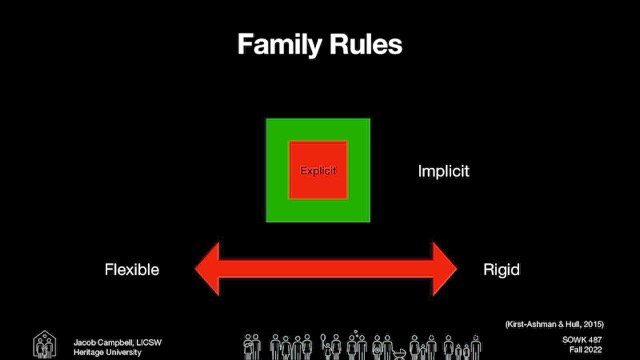 Family Rules
Explicit
Implicit
Flexible
Rigid
(Kirst-Ashman & Hull, 2015)
Jacob Campbell, LICSW
Heritage University
SOWK 487
Fall 2022